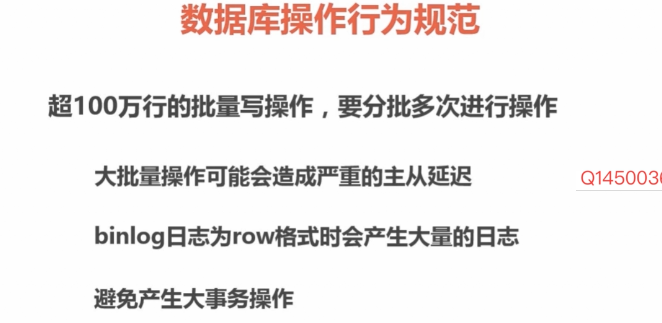 数据库操作行为规范
超100万行的批量写操作，要分批多次进行操作
大批量操作可能会造成严重的主从延迟
Q145003
binlog日志为row格式时会产生大量的日志
避免产生大事务操作